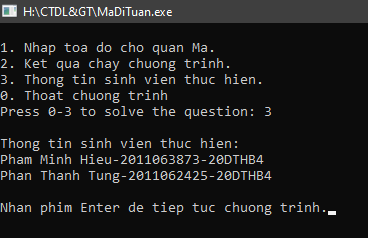 H:\CTDL&GT\MaDiTuan.exe
1. Nhap toa do cho quan Ma.
2. Ket qua chay chuong trinh.
3. Thong tin sinh vien thuc hien.
0. Thoat chuong trinh
Press 0-3 to solve the question: 3
Thong tin sinh vien thuc hien:
Pham Minh Hieu-2011063873-20DTHB4
Phan Thanh Tung-2011062425-20DTHB4
Nhan phim Enter de tiep tuc chuong trinh.